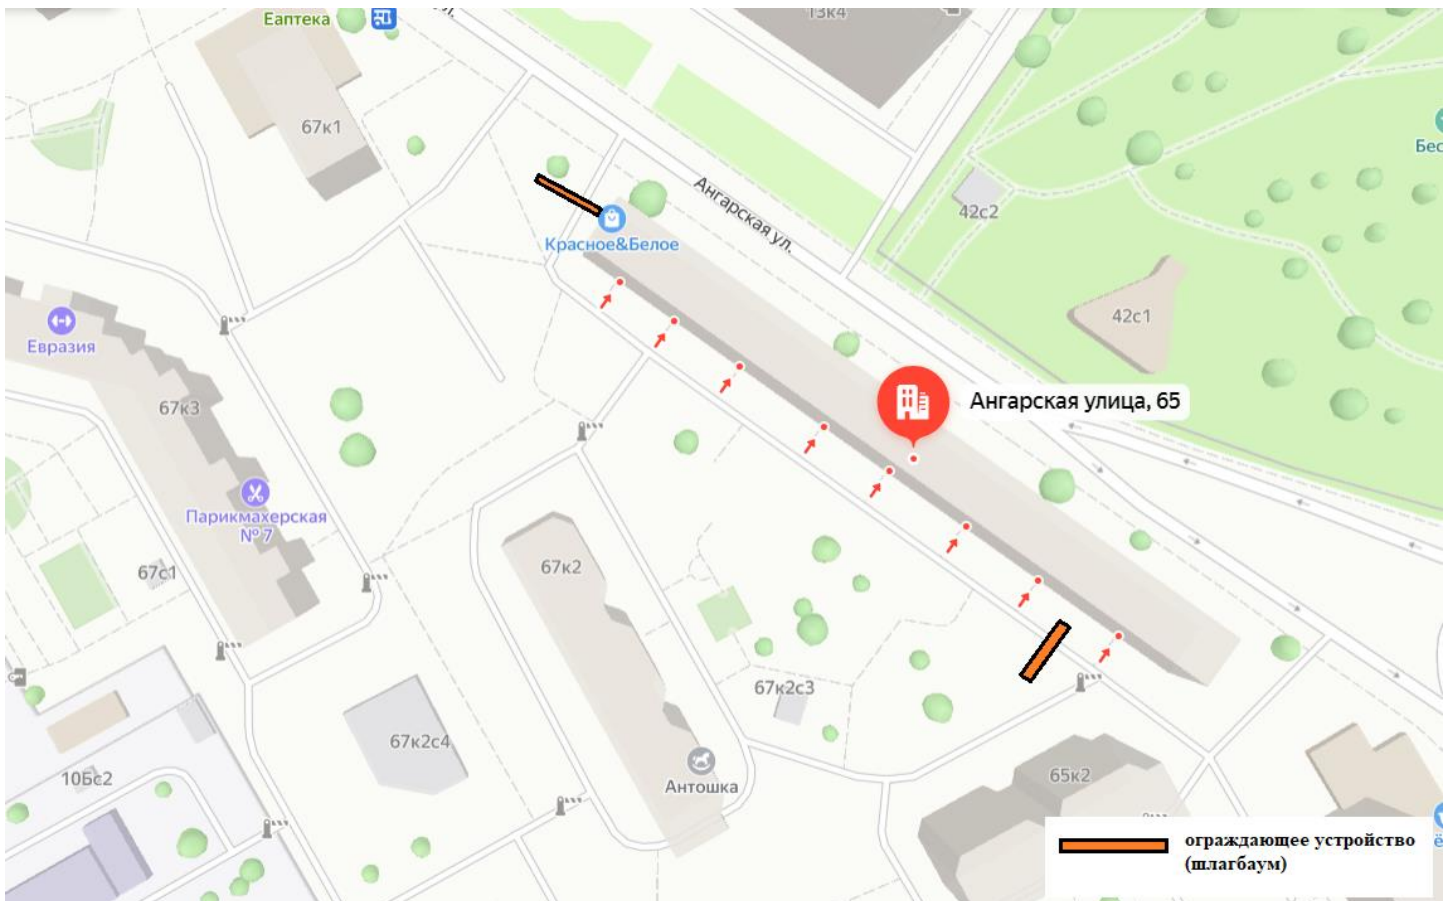 Еаптека
13к4
67к1
Бес
42с2
Ангарская ул.
Красное&Белое
42с1
Евразия
67к3
Ангарская улица, 65
Парикмахерская
№ 7
67с1
67к2
67к2с3
67к2с4
10Бс2
Антошка
65к2
ограждающее устройство
(шлагбаум)